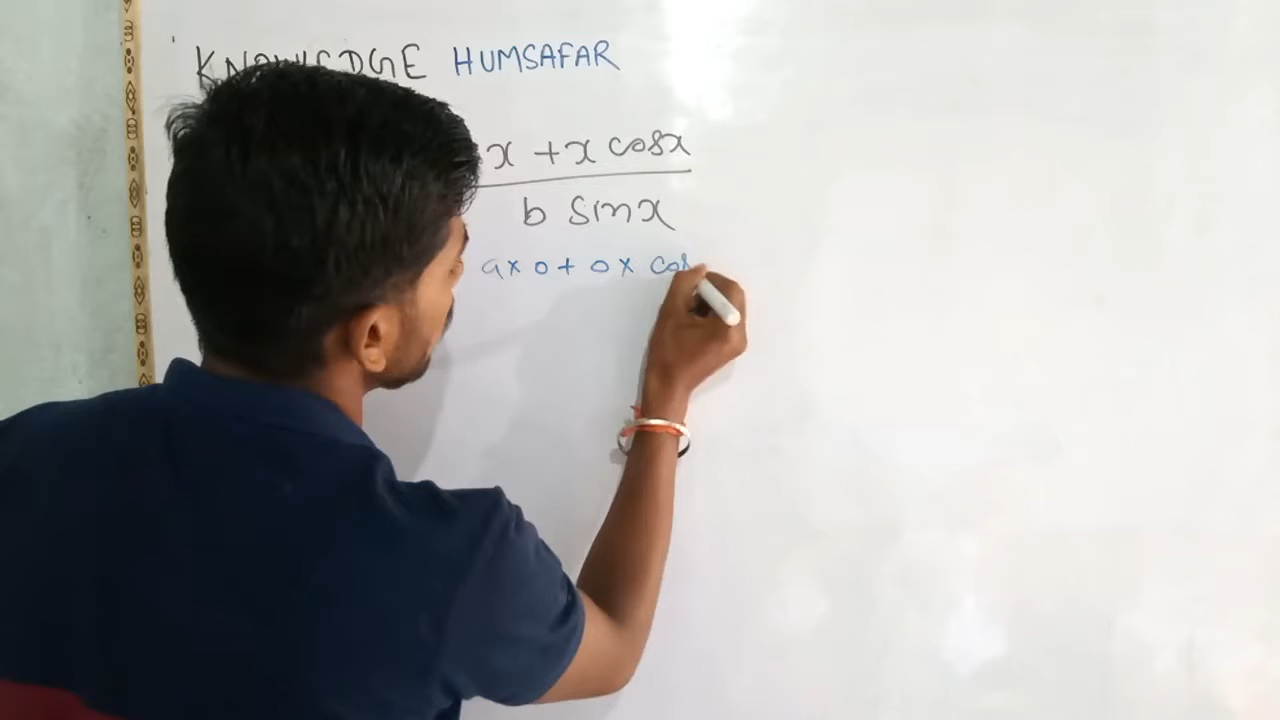 KNOWLEDGE HUMSAFAR
x + x cosx
b sinx
a x 0 + 0 x cos